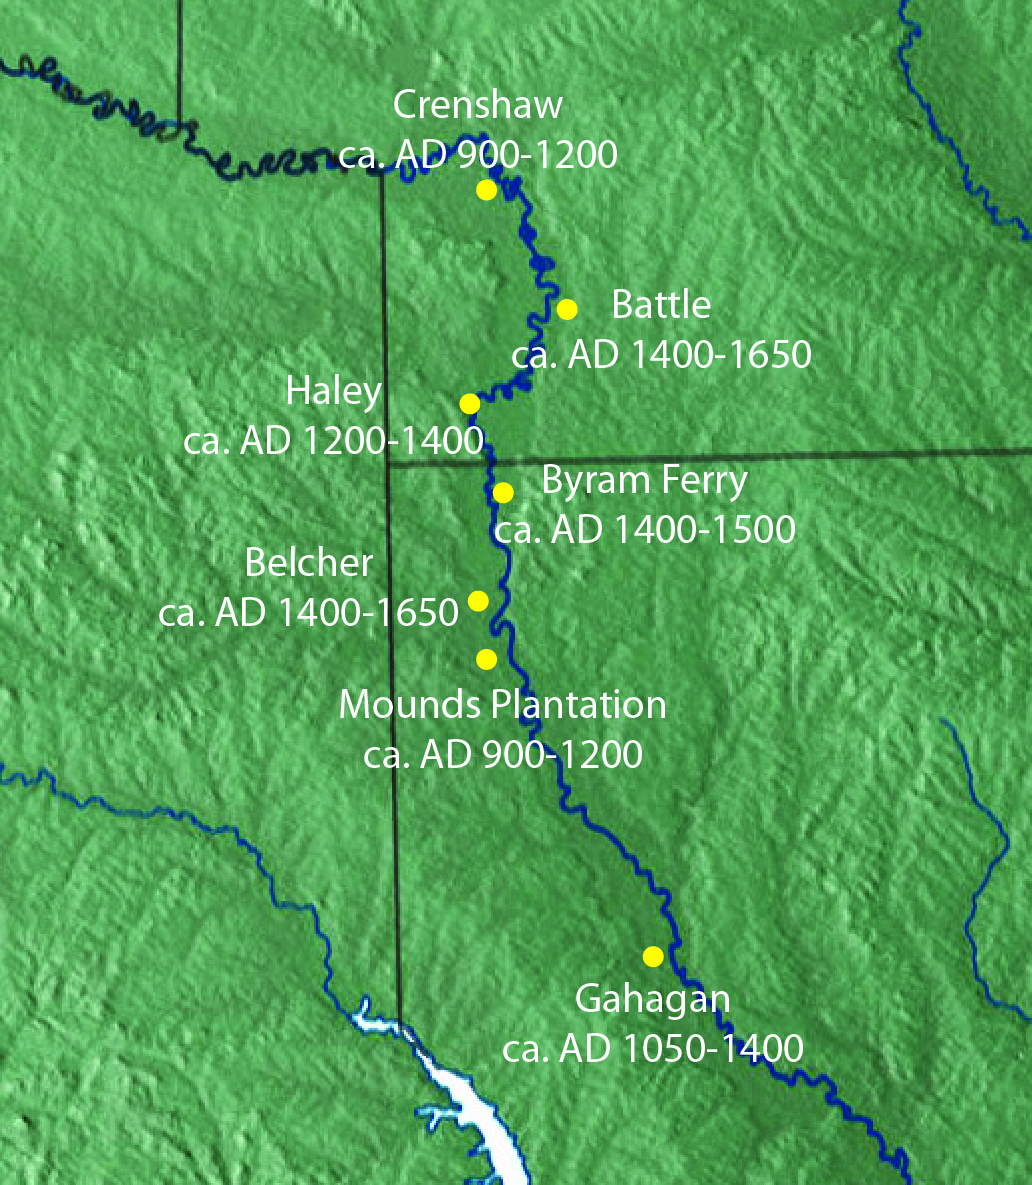 Crenshaw
ca. AD 900-1200
Battle
ca. AD 1400-1650
Haley
ca. AD 1200-1400
Byram Ferry
ca. AD 1400-1500
Belcher
ca. AD 1400-1650
Mounds Plantation
ca. AD 900-1200
Gahagan
ca. AD 1050-1400